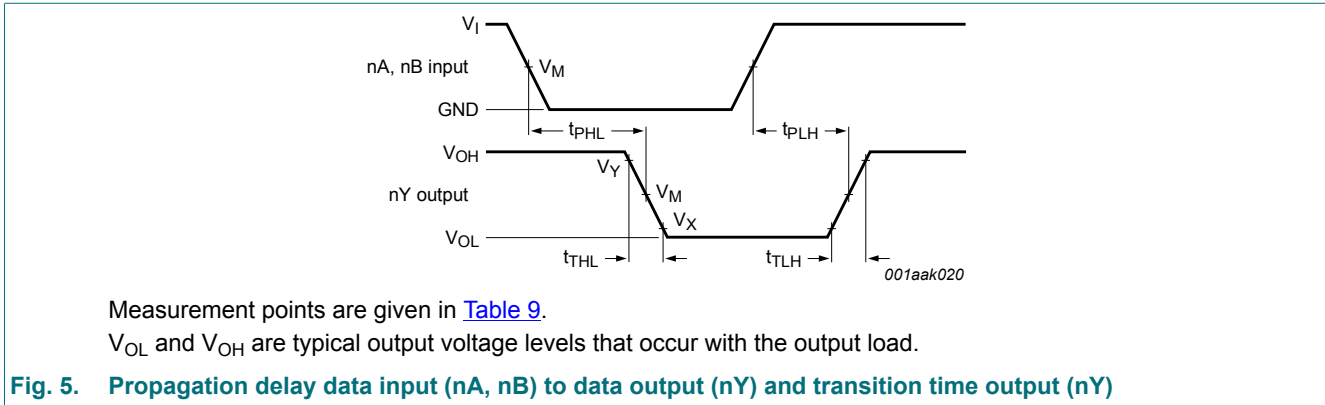 V_I
nA, nB input
V_M
GND
t_PHL
t_PLH
V_OH
V_Y
nY output
V_M
V_X
V_OL
t_THL
t_TLH
001aak020
Measurement points are given in Table 9.
V_OL and V_OH are typical output voltage levels that occur with the output load.
Fig. 5. Propagation delay data input (nA, nB) to data output (nY) and transition time output (nY)